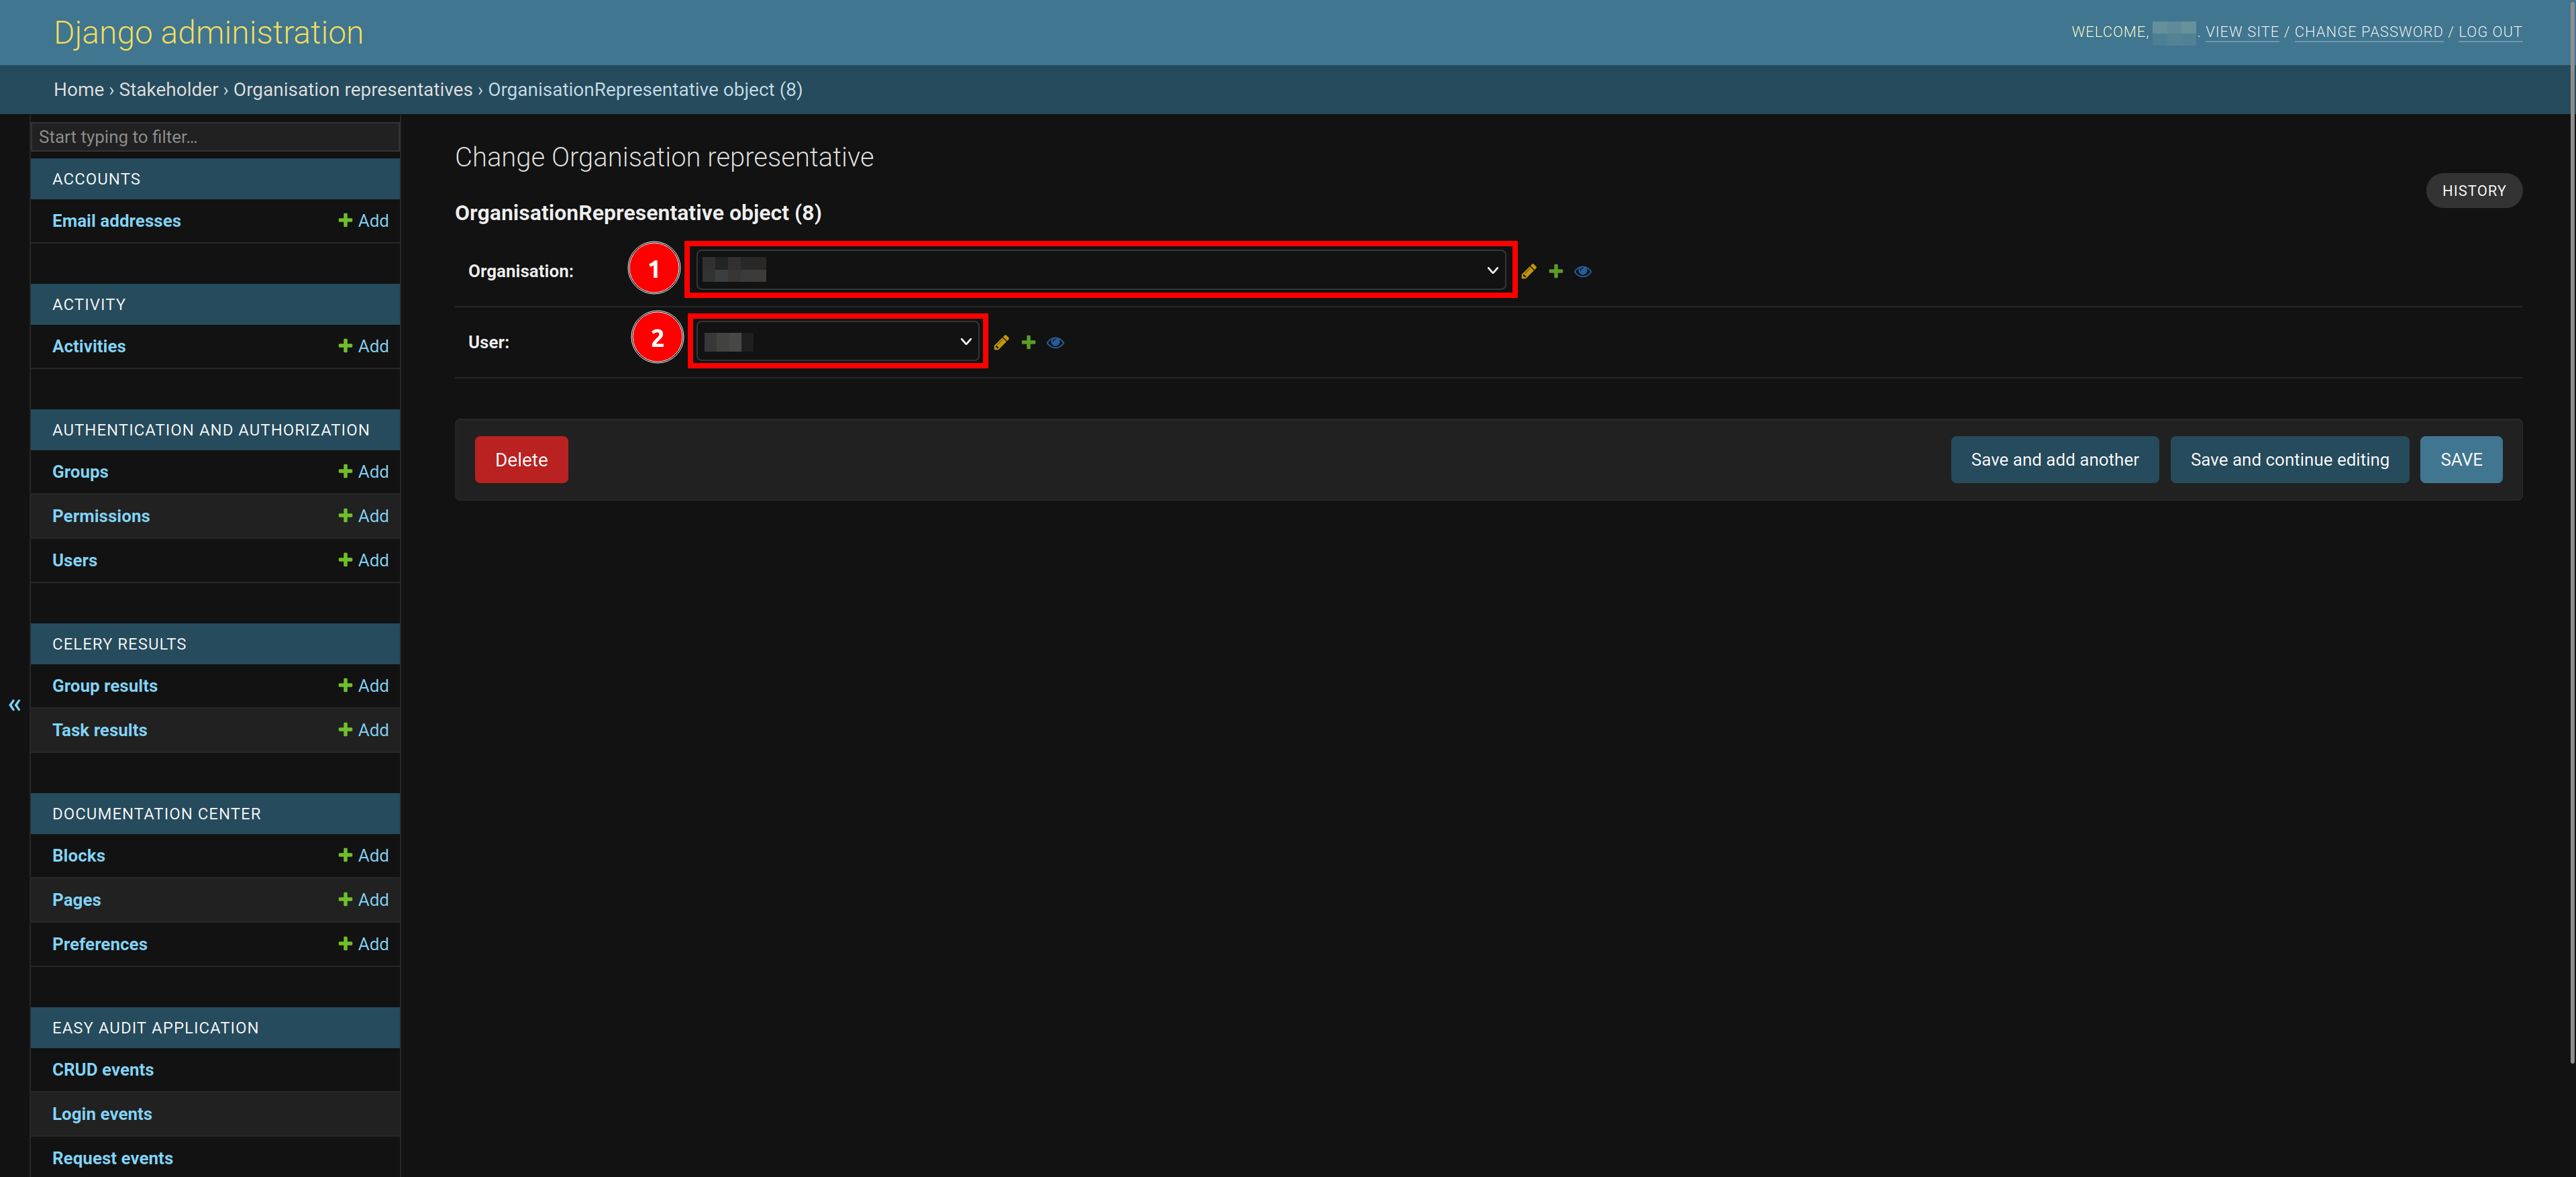 Django administration
WELCOME, . VIEW SITE / CHANGE PASSWORD / LOG OUT
Home › Stakeholder › Organisation representatives › OrganisationRepresentative object (8)
Start typing to filter...
ACCOUNTS
Email addresses + Add
ACTIVITY
Activities + Add
AUTHENTICATION AND AUTHORIZATION
Groups + Add
Permissions + Add
Users + Add
CELERY RESULTS
Group results + Add
Task results + Add
«
DOCUMENTATION CENTER
Blocks + Add
Pages + Add
Preferences + Add
EASY AUDIT APPLICATION
CRUD events
Login events
Request events
Change Organisation representative
HISTORY
OrganisationRepresentative object (8)
Organisation: 1
User: 2
Delete
Save and add another
Save and continue editing
SAVE